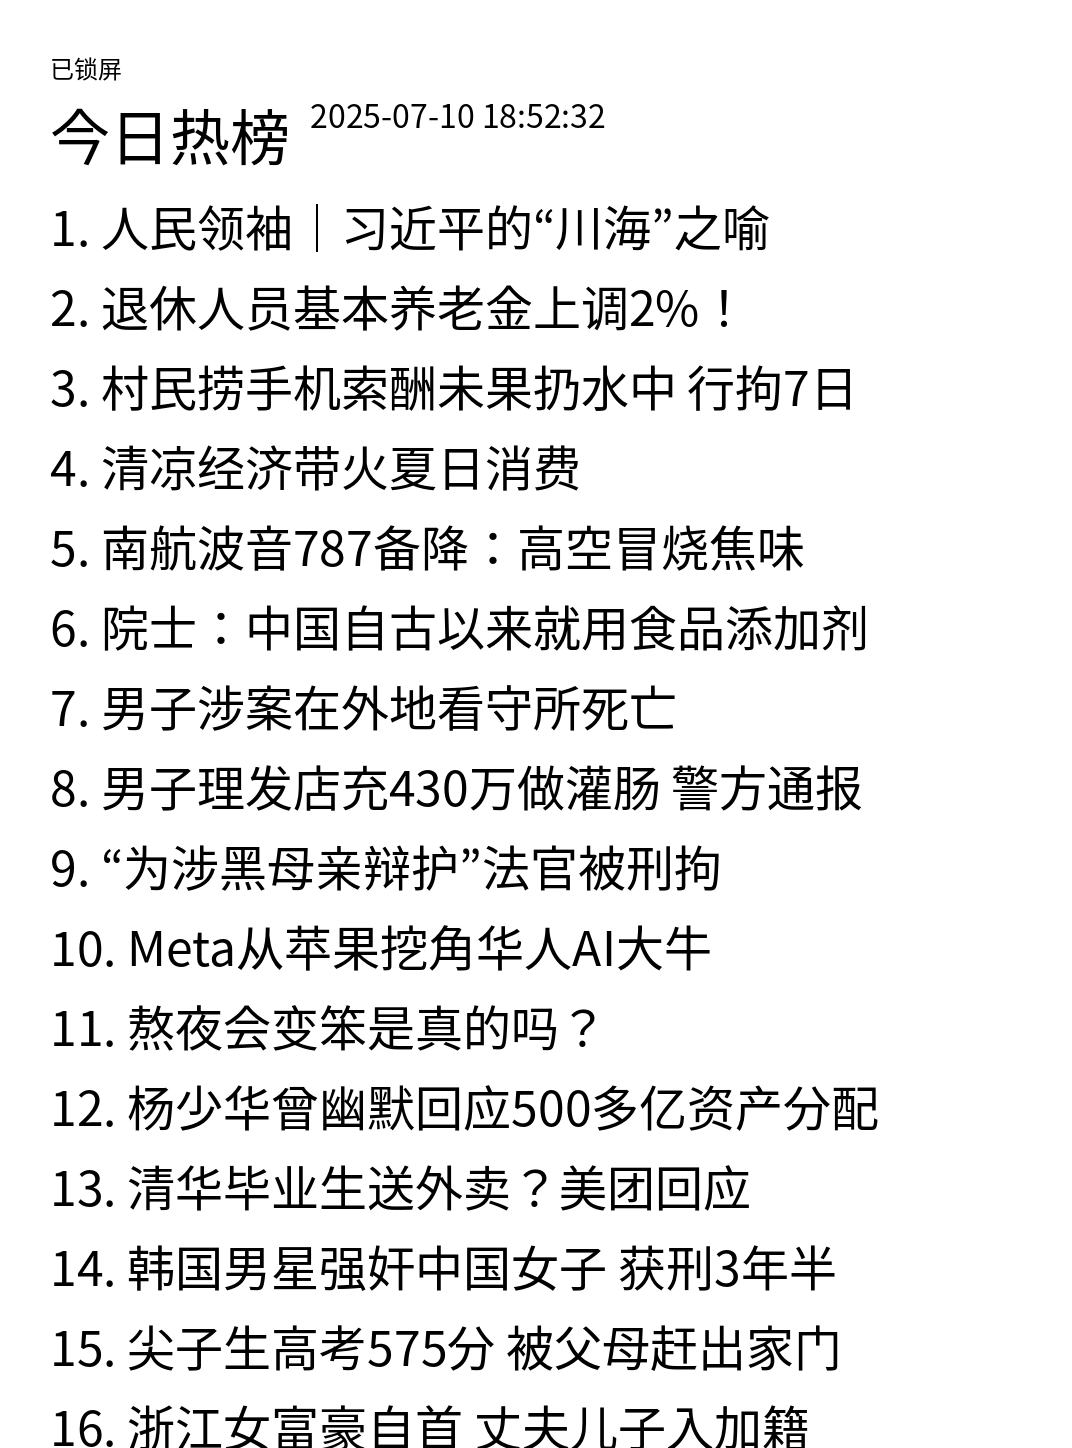 已锁屏
今日热榜 2025-07-10 18:52:32
1. 人民领袖｜习近平的“川海”之喻
2. 退休人员基本养老金上调2%！
3. 村民捞手机索酬未果扔水中 行拘7日
4. 清凉经济带火夏日消费
5. 南航波音787备降：高空冒烧焦味
6. 院士：中国自古以来就用食品添加剂
7. 男子涉案在外地看守所死亡
8. 男子理发店充430万做灌肠 警方通报
9. “为涉黑母亲辩护”法官被刑拘
10. Meta从苹果挖角华人AI大牛
11. 熬夜会变笨是真的吗？
12. 杨少华曾幽默回应500多亿资产分配
13. 清华毕业生送外卖？美团回应
14. 韩国男星强奸中国女子 获刑3年半
15. 尖子生高考575分 被父母赶出家门
16. 浙江女富豪自首 丈夫儿子入加籍